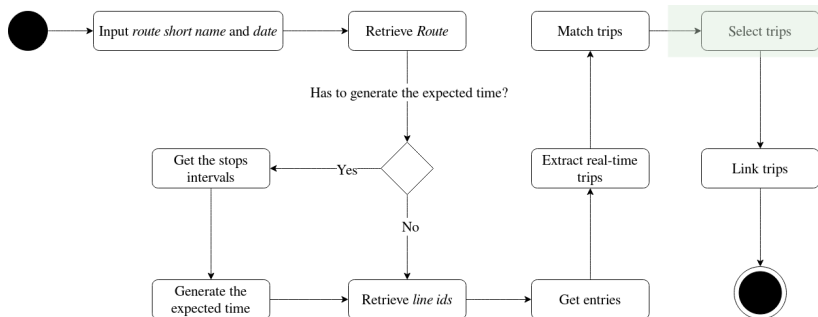 Input route short name and date
Retrieve Route
Match trips
Select trips
Has to generate the expected time?
Get the stops
intervals
Yes
Extract real-time
trips
Link trips
No
Generate the
expected time
Retrieve line ids
Get entries